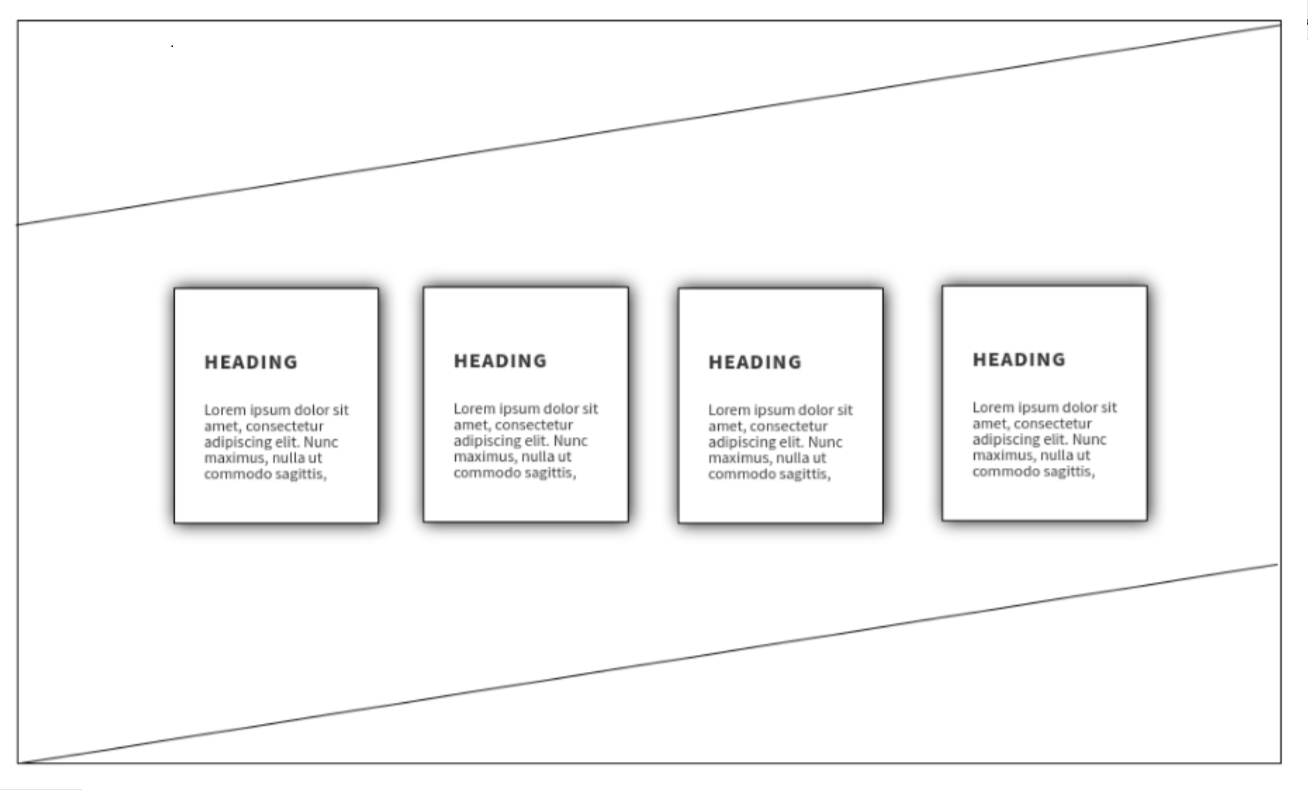 HEADING
Lorem ipsum dolor sit
amet, consectetur
adipiscing elit. Nunc
maximus, nulla ut
commodo sagittis,
HEADING
Lorem ipsum dolor sit
amet, consectetur
adipiscing elit. Nunc
maximus, nulla ut
commodo sagittis,
HEADING
Lorem ipsum dolor sit
amet, consectetur
adipiscing elit. Nunc
maximus, nulla ut
commodo sagittis,
HEADING
Lorem ipsum dolor sit
amet, consectetur
adipiscing elit. Nunc
maximus, nulla ut
commodo sagittis,